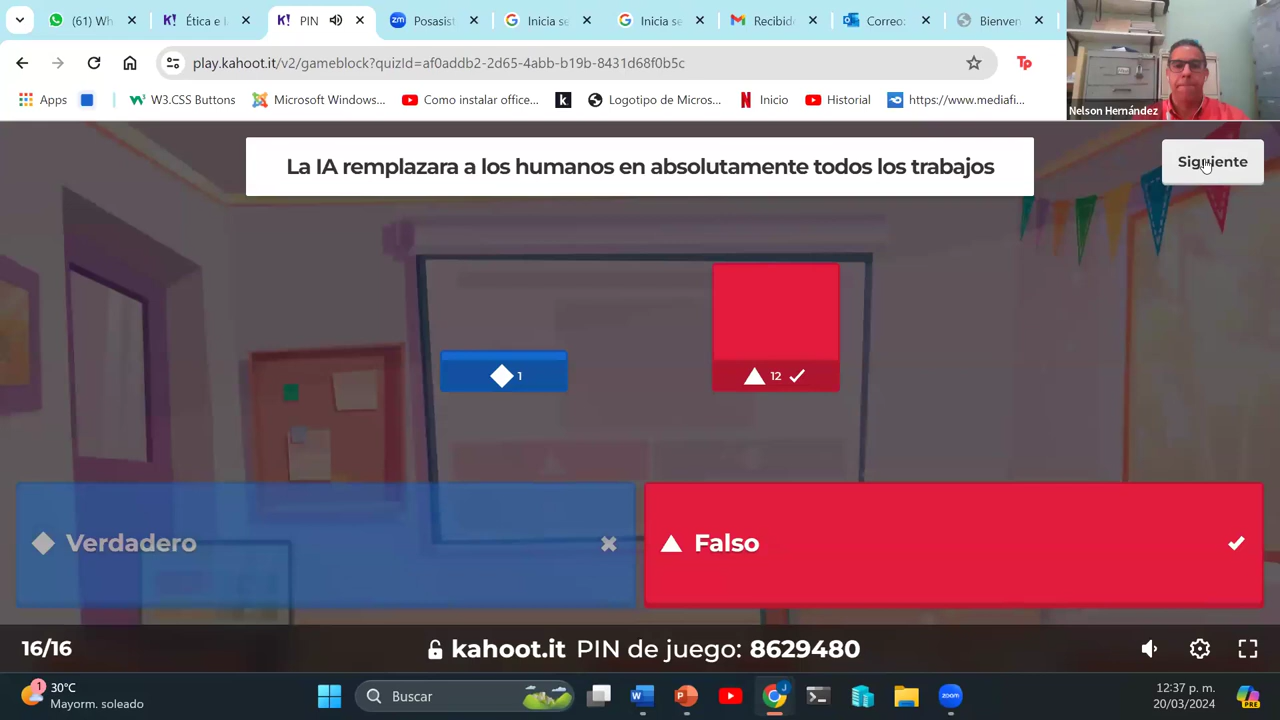 (61) Wh
Ética e l
PIN
Posasist
Inicia se
Inicia se
Recibid
Correo:
Bienven
play.kahoot.it/v2/gameblock?quizId=af0addb2-2d65-4abb-b19b-8431d68f0b5c
Apps
W3.CSS Buttons
Microsoft Windows...
Como instalar office...
Logotipo de Micros...
Inicio
Historial
https://www.mediafi...
Nelson Hernández
La IA remplazara a los humanos en absolutamente todos los trabajos
Siguiente
1
12
Verdadero
Falso
16/16
kahoot.it PIN de juego: 8629480
1
30°C
Mayorm. soleado
Buscar
zoom
12:37 p. m.
20/03/2024
PRE